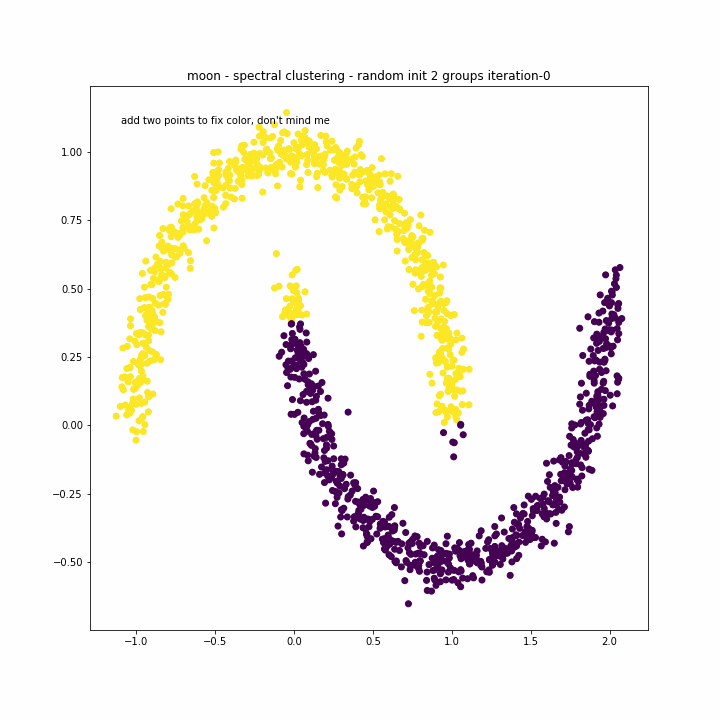 moon - spectral clustering - random init 2 groups iteration-0
add two points to fix color, don't mind me
1.00
0.75
0.50
0.25
0.00
−0.25
−0.50
−1.0 −0.5 0.0 0.5 1.0 1.5 2.0